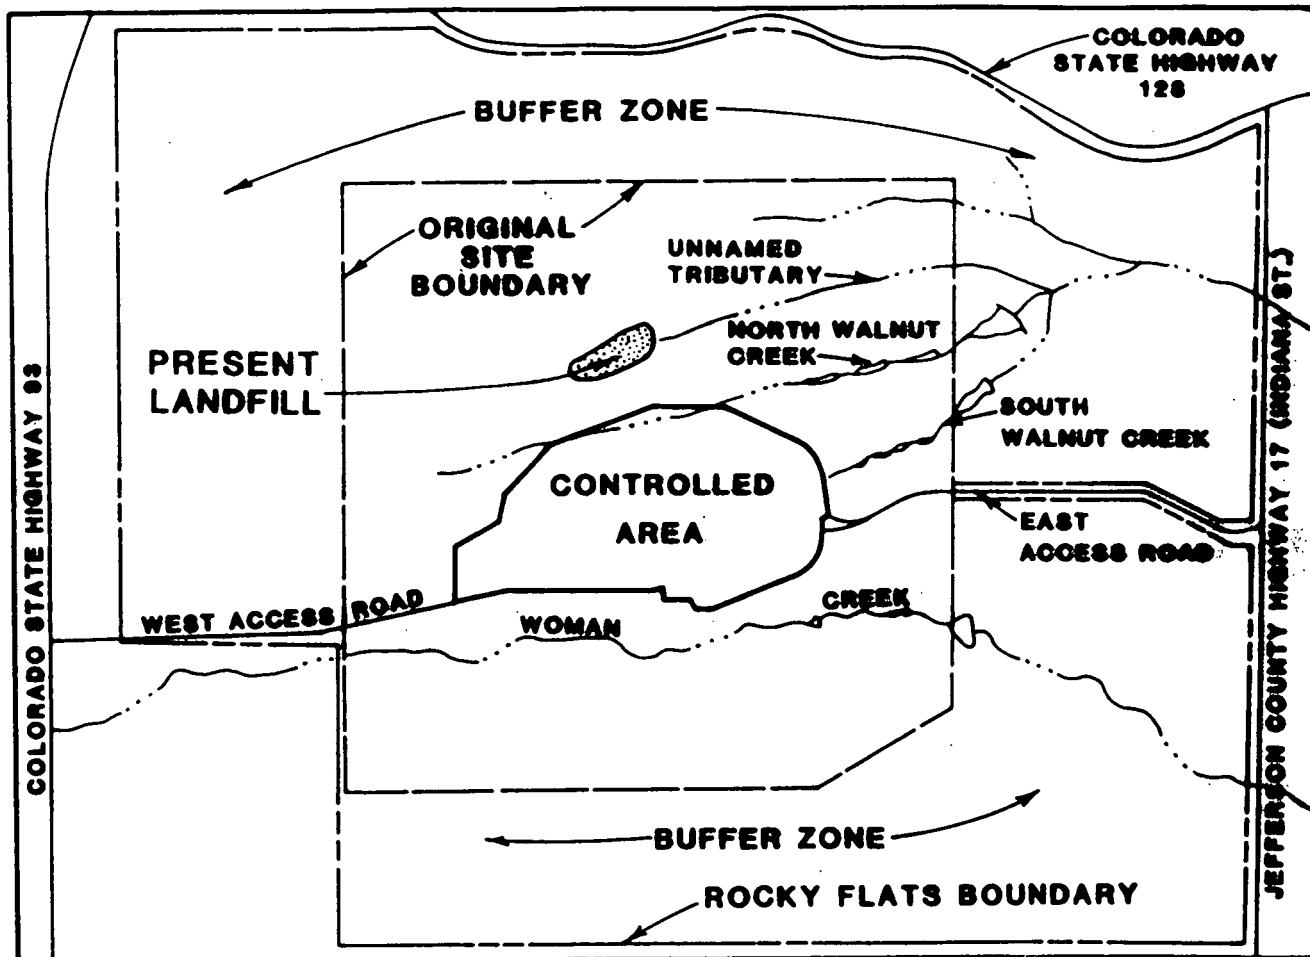 COLORADO
STATE HIGHWAY
128
BUFFER ZONE
ORIGINAL
SITE
BOUNDARY
UNNAMED
TRIBUTARY
NORTH WALNUT
CREEK
PRESENT
LANDFILL
SOUTH
WALNUT CREEK
CONTROLLED
AREA
EAST
ACCESS ROAD
WEST ACCESS ROAD
WOMAN CREEK
BUFFER ZONE
ROCKY FLATS BOUNDARY
COLORADO STATE HIGHWAY 93
JEFFERSON COUNTY HIGHWAY 17 (INDIANA ST.)